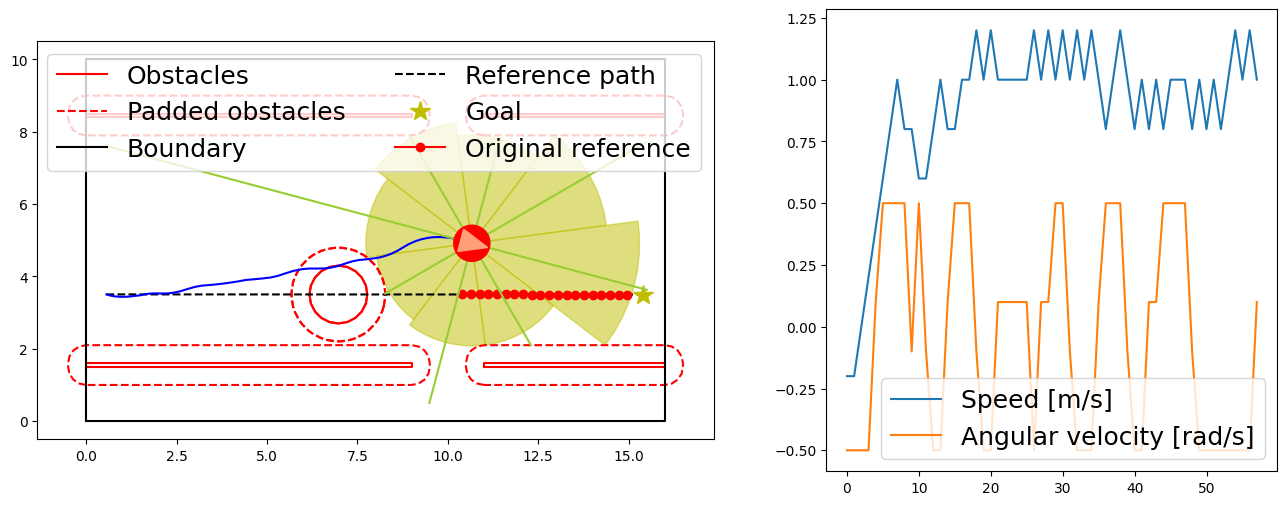 10
8
6
4
2
0
Obstacles
Padded obstacles
Boundary
Reference path
Goal
Original reference
0.0 2.5 5.0 7.5 10.0 12.5 15.0
1.25
1.00
0.75
0.50
0.25
0.00
−0.25
−0.50
Speed [m/s]
Angular velocity [rad/s]
0 10 20 30 40 50